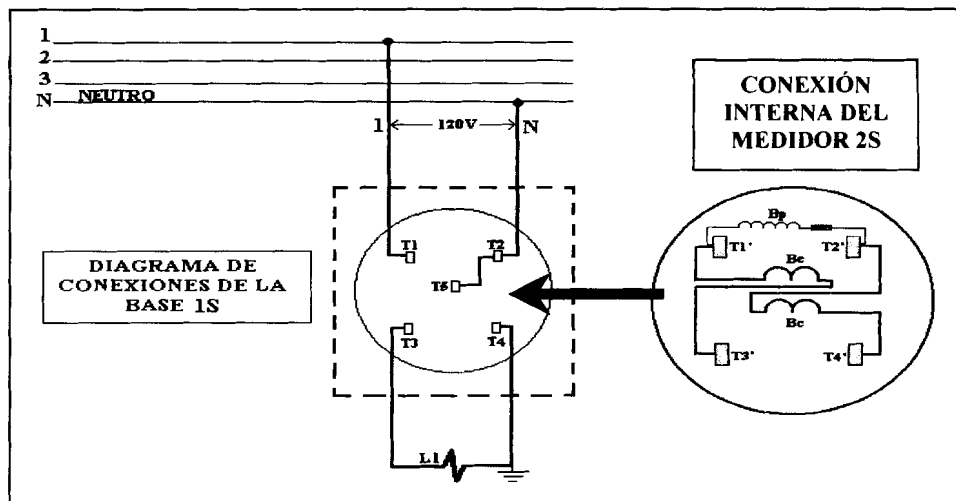 1
2
3
N NEUTRO
1 120V N
CONEXIÓN
INTERNA DEL
MEDIDOR 2S
DIAGRAMA DE
CONEXIONES DE LA
BASE 1S
T1 T2
T5
T3 T4
L1
Bp
T1' T2'
Bc
Bc
T3' T4'